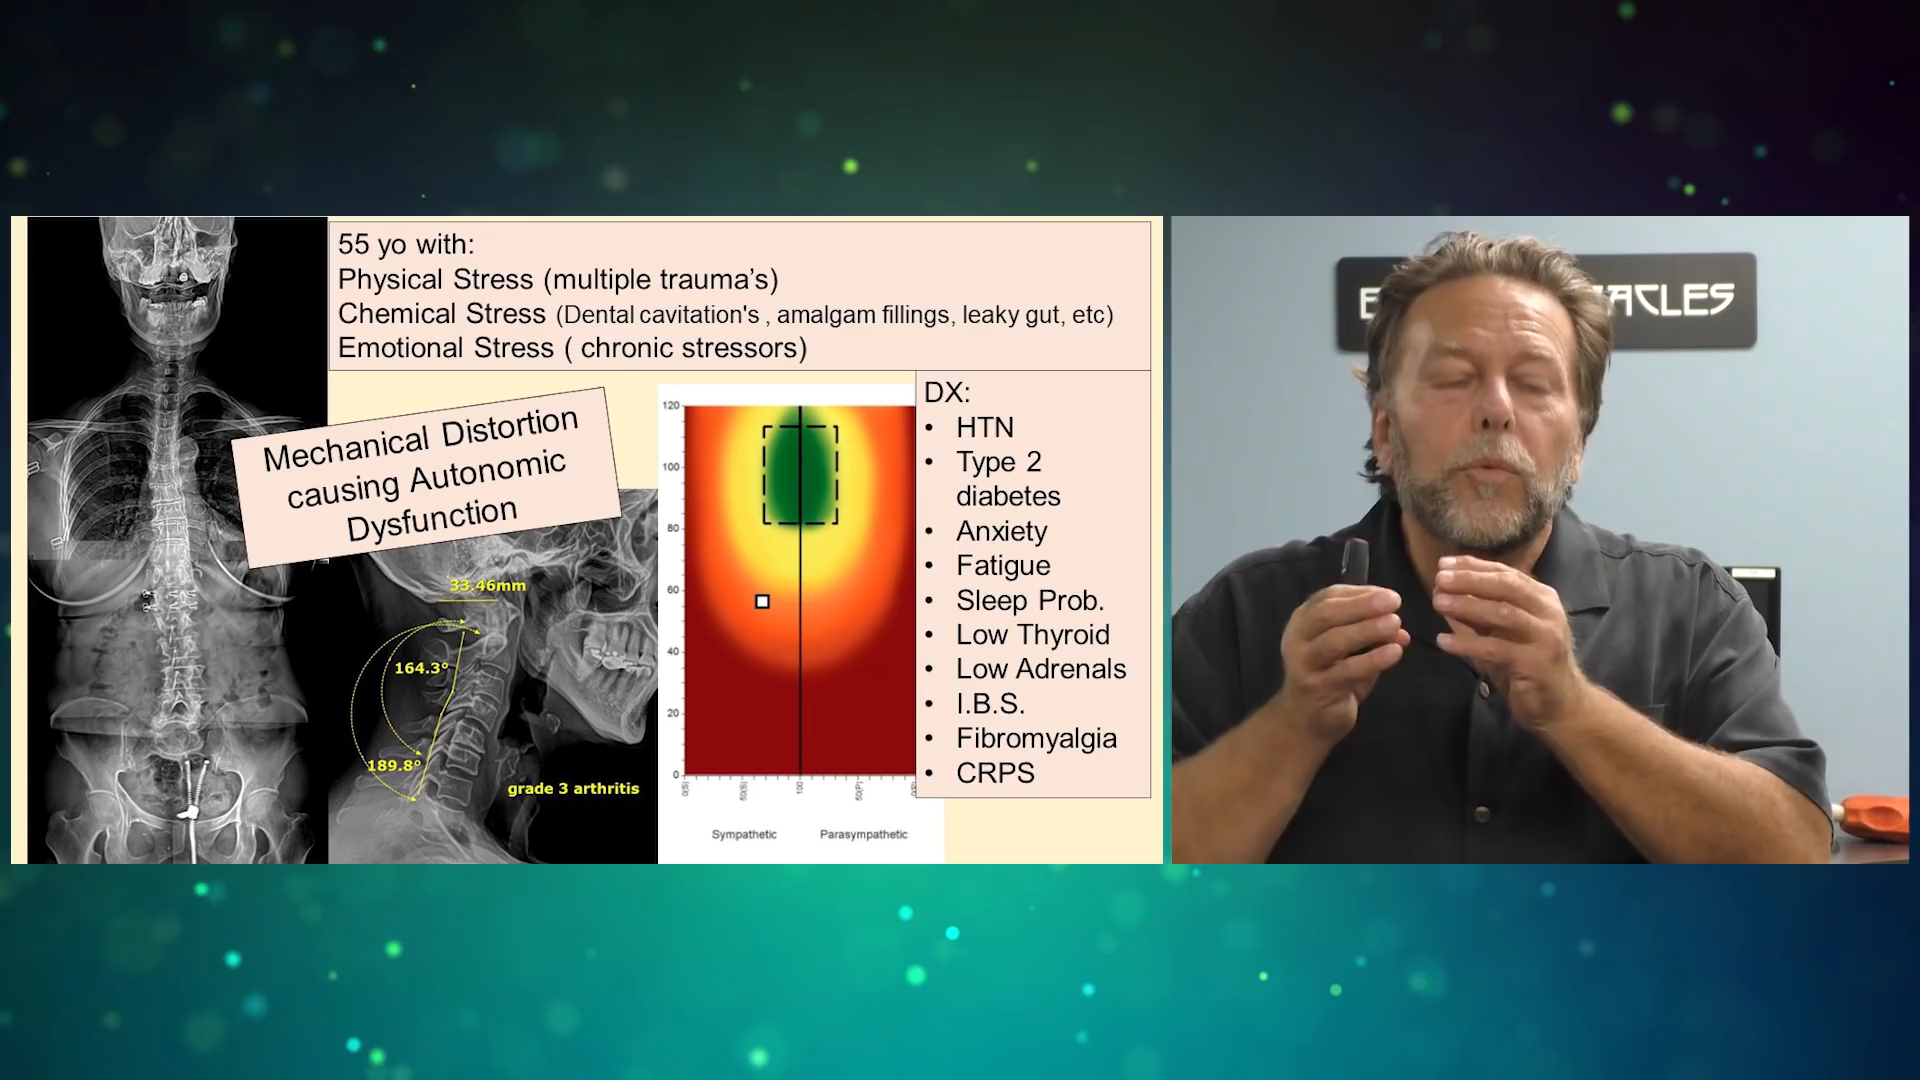 55 yo with:
Physical Stress (multiple trauma’s)
Chemical Stress (Dental cavitation's , amalgam fillings, leaky gut, etc)
Emotional Stress ( chronic stressors)
Mechanical Distortion
causing Autonomic
Dysfunction
33.46mm
164.3°
189.8°
grade 3 arthritis
120
100
80
60
40
20
0
0(S)
50(S)
100
50(P)
Sympathetic
Parasympathetic
DX:
• HTN
• Type 2
diabetes
• Anxiety
• Fatigue
• Sleep Prob.
• Low Thyroid
• Low Adrenals
• I.B.S.
• Fibromyalgia
• CRPS